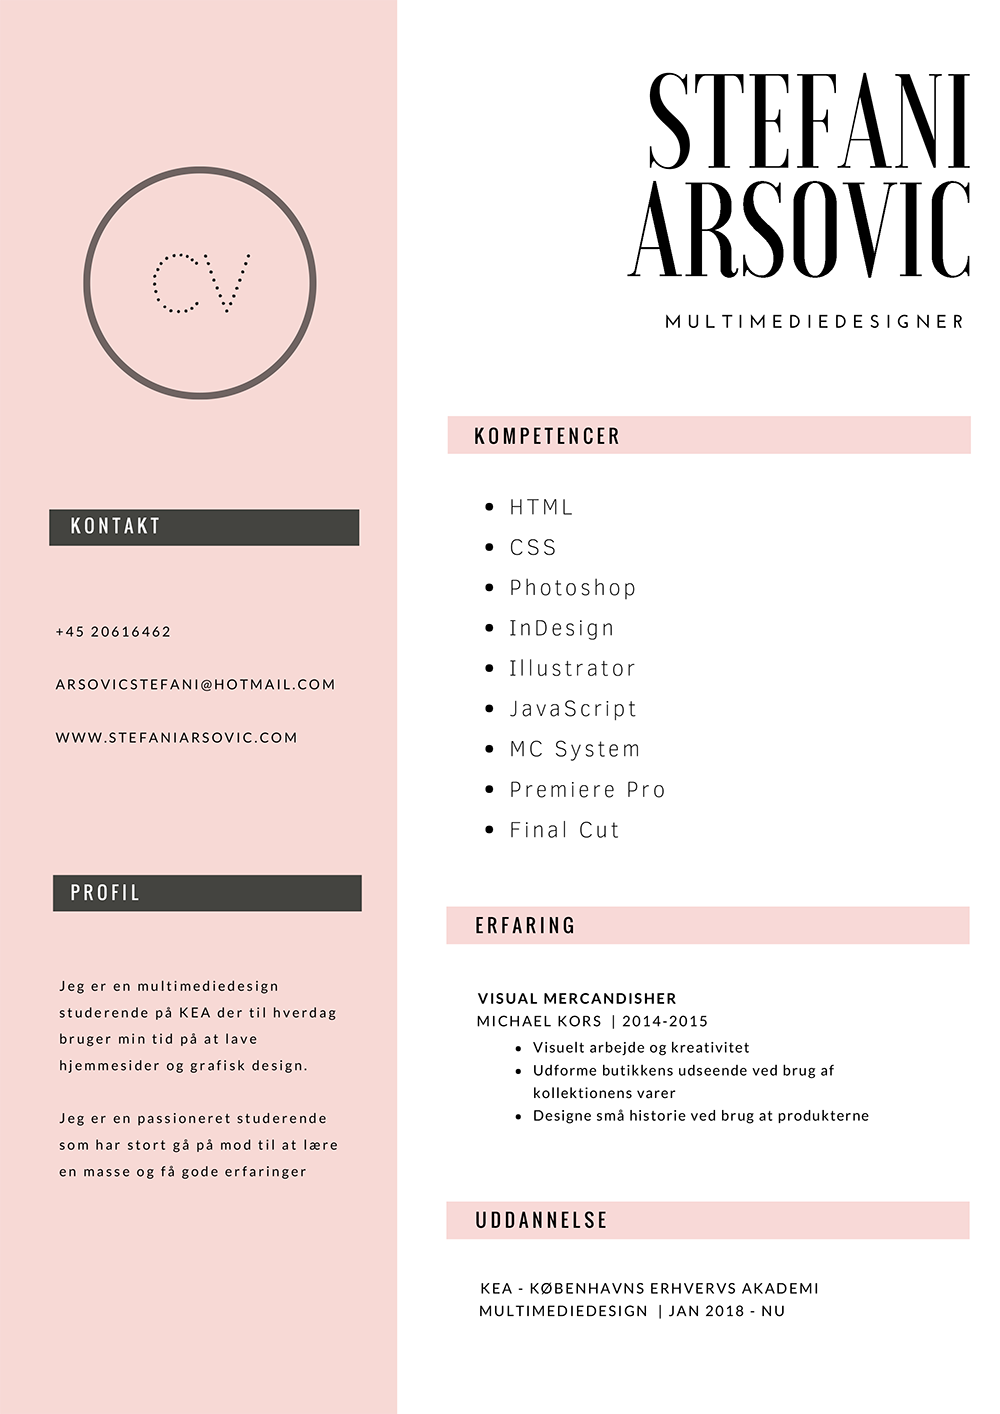 CV
KONTAKT
+45 20616462
ARSOVICSTEFANI@HOTMAIL.COM
WWW.STEFANIARSOVIC.COM
PROFIL
Jeg er en multimediedesign
studerende på KEA der til hverdag
bruger min tid på at lave
hjemmesider og grafisk design.
Jeg er en passioneret studerende
som har stort gå på mod til at lære
en masse og få gode erfaringer
STEFANI
ARSOVIC
MULTIMEDIEDESIGNER
KOMPETENCER
• HTML
• CSS
• Photoshop
• InDesign
• Illustrator
• JavaScript
• MC System
• Premiere Pro
• Final Cut
ERFARING
VISUAL MERCANDISHER
MICHAEL KORS | 2014-2015
• Visuelt arbejde og kreativitet
• Udforme butikkens udseende ved brug af
kollektionens varer
• Designe små historie ved brug at produkterne
UDDANNELSE
KEA - KØBENHAVNS ERHVERVS AKADEMI
MULTIMEDIEDESIGN | JAN 2018 - NU